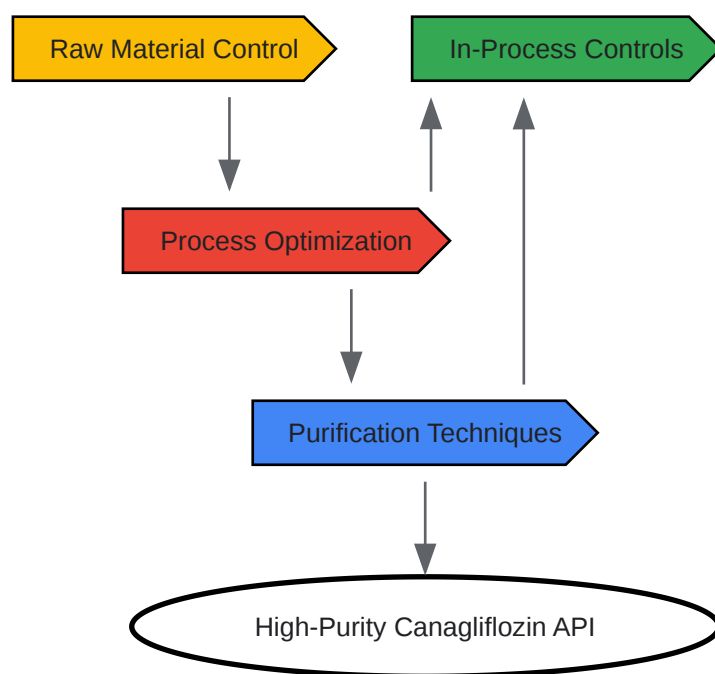 Raw Material Control
In-Process Controls
Process Optimization
Purification Techniques
High-Purity Canagliflozin API